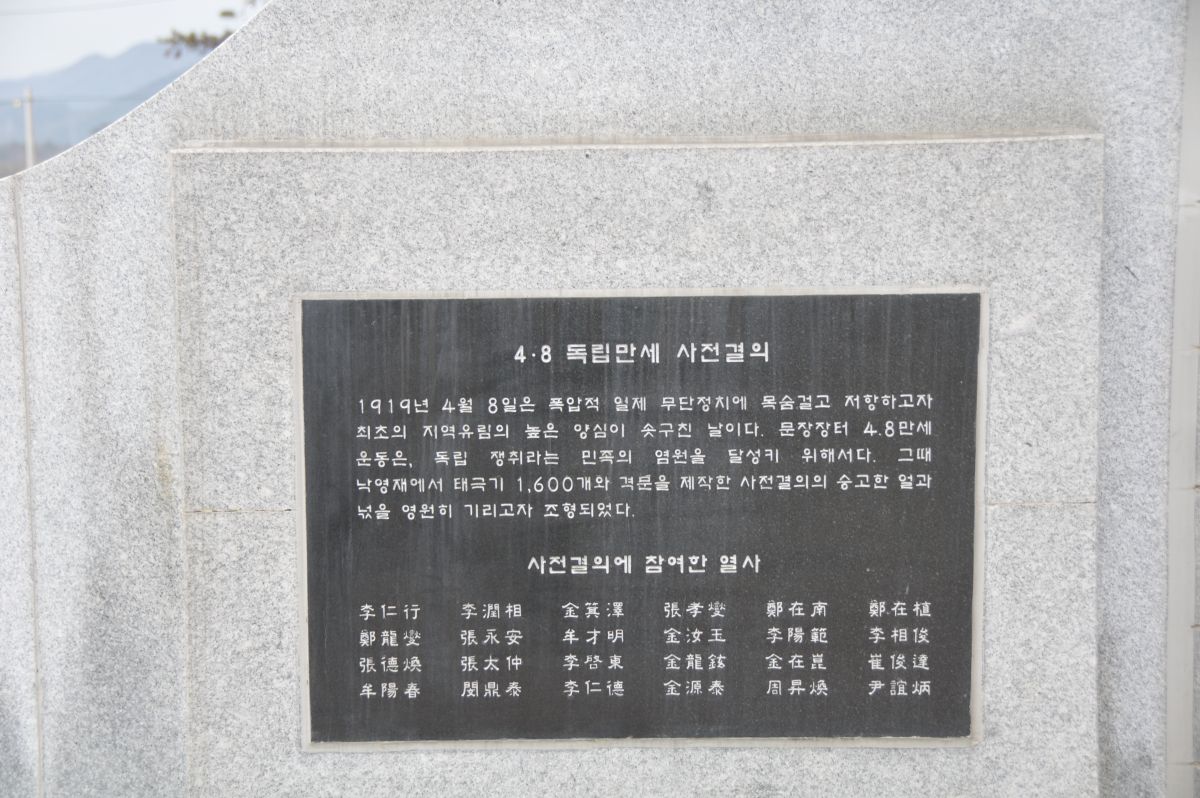 4·8 독립만세 사전결의
1919년 4월 8일은 폭압적 일제 무단정치에 목숨걸고 저항하고자
최초의 지역유림의 높은 양심이 솟구친 날이다. 문장장터 4.8만세
운동은, 독립 쟁취라는 민족의 염원을 달성키 위해서다. 그때
낙영재에서 태극기 1,600개와 격문을 제작한 사전결의의 숭고한 얼과
넋을 영원히 기리고자 조형되었다.
사전결의에 참여한 열사
李仁行 李潤相 金箕澤 張孝燮 鄭在南 鄭在植
鄭龍燮 張永安 牟才明 金汝玉 李陽範 李相俊
張德煥 張太仲 李啓東 金龍鉉 金在崑 崔俊達
牟陽春 閔鼎泰 李仁德 金源泰 周昇煥 尹誼炳